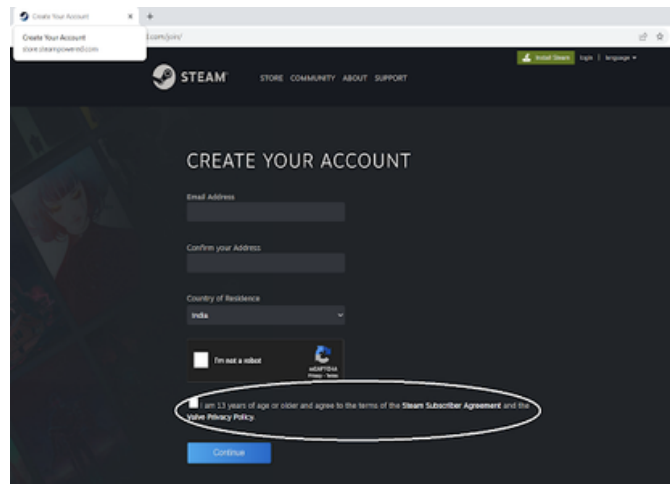 Create Your Account
Create Your Account
store.steampowered.com
d.com/join/
Install Steam login | language
STEAM
STORE COMMUNITY ABOUT SUPPORT
CREATE YOUR ACCOUNT
Email Address
Confirm your Address
Country of Residence
India
I'm not a robot
reCAPTCHA
Privacy - Terms
I am 13 years of age or older and agree to the terms of the Steam Subscriber Agreement and the
Valve Privacy Policy.
Continue